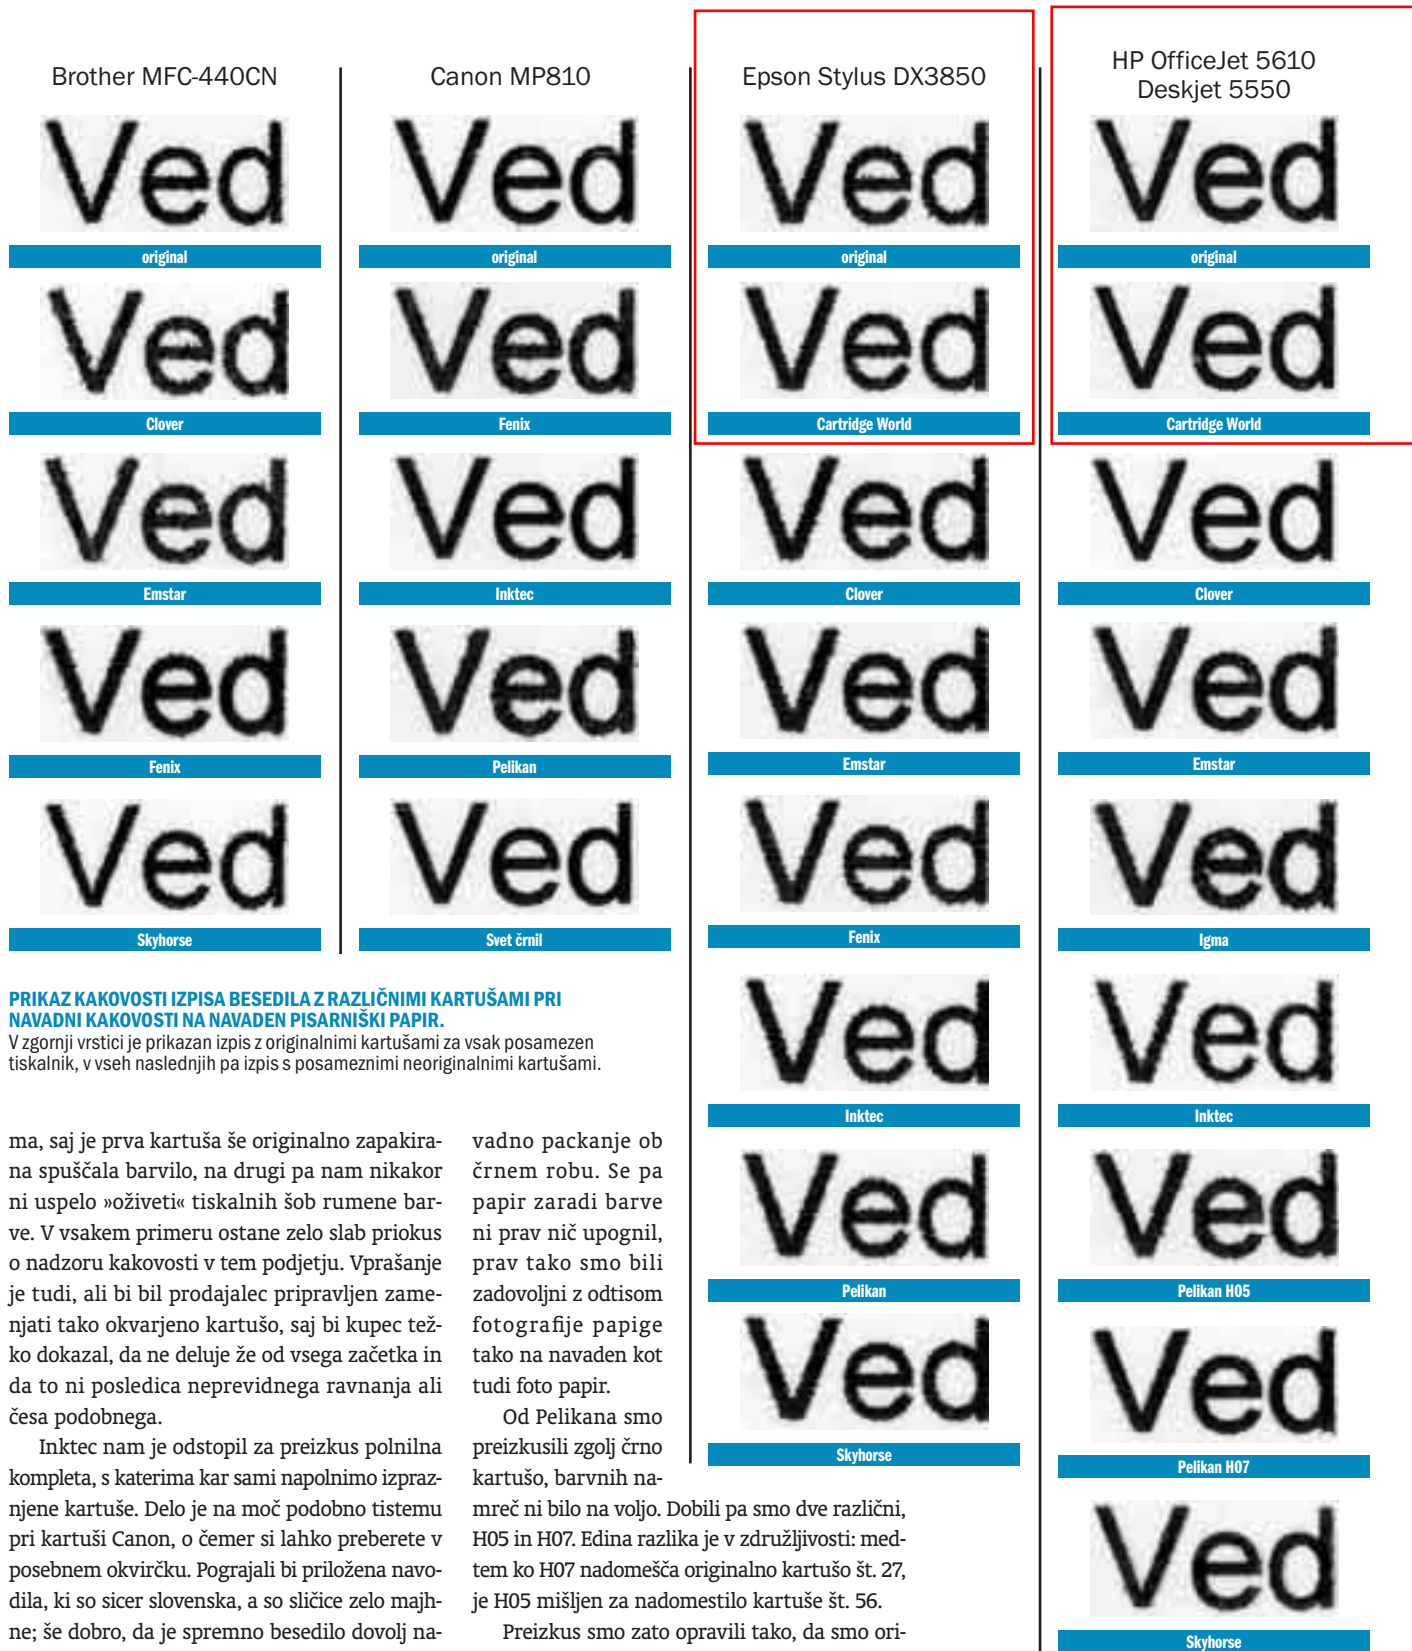 Brother MFC-440CN
Ved
original
Ved
Clover
Ved
Emstar
Ved
Fenix
Ved
Skyhorse
Canon MP810
Ved
original
Ved
Fenix
Ved
Inktec
Ved
Pelikan
Ved
Svet črnil
Epson Stylus DX3850
Ved
original
Ved
Cartridge World
Ved
Clover
Ved
Emstar
Ved
Fenix
Ved
Inktec
Ved
Pelikan
Ved
Skyhorse
HP OfficeJet 5610
Deskjet 5550
Ved
original
Ved
Cartridge World
Ved
Clover
Ved
Emstar
Ved
Igma
Ved
Inktec
Ved
Pelikan H05
Ved
Pelikan H07
Ved
Skyhorse
PRIKAZ KAKOVOSTI IZPISA BESEDILA Z RAZLIČNIMI KARTUŠAMI PRI
NAVADNI KAKOVOSTI NA NAVADEN PISARNIŠKI PAPIR.
V zgornji vrstici je prikazan izpis z originalnimi kartušami za vsak posamezen
tiskalnik, v vseh naslednjih pa izpis s posameznimi neoriginalnimi kartušami.
ma, saj je prva kartuša še originalno zapakira-
na spuščala barvilo, na drugi pa nam nikakor
ni uspelo »oživeti« tiskalnih šob rumene bar-
ve. V vsakem primeru ostane zelo slab priokus
o nadzoru kakovosti v tem podjetju. Vprašanje
je tudi, ali bi bil prodajalec pripravljen zame-
njati tako okvarjeno kartušo, saj bi kupec tež-
ko dokazal, da ne deluje že od vsega začetka in
da to ni posledica neprevidnega ravnanja ali
česa podobnega.
Inktec nam je odstopil za preizkus polnilna
kompleta, s katerima kar sami napolnimo izpraz-
njene kartuše. Delo je na moč podobno tistemu
pri kartuši Canon, o čemer si lahko preberete v
posebnem okvirčku. Pograjali bi priložena navo-
dila, ki so sicer slovenska, a so sličice zelo majh-
ne; še dobro, da je spremno besedilo dovolj na-
vadno packanje ob
črnem robu. Se pa
papir zaradi barve
ni prav nič upognil,
prav tako smo bili
zadovoljni z odtisom
fotografije papige
tako na navaden kot
tudi foto papir.
Od Pelikana smo
preizkusili zgolj črno
kartušo, barvnih na-
mreč ni bilo na voljo. Dobili pa smo dve različni,
H05 in H07. Edina razlika je v združljivosti: med-
tem ko H07 nadomešča originalno kartušo št. 27,
je H05 mišljen za nadomestilo kartuše št. 56.
Preizkus smo zato opravili tako, da smo ori-